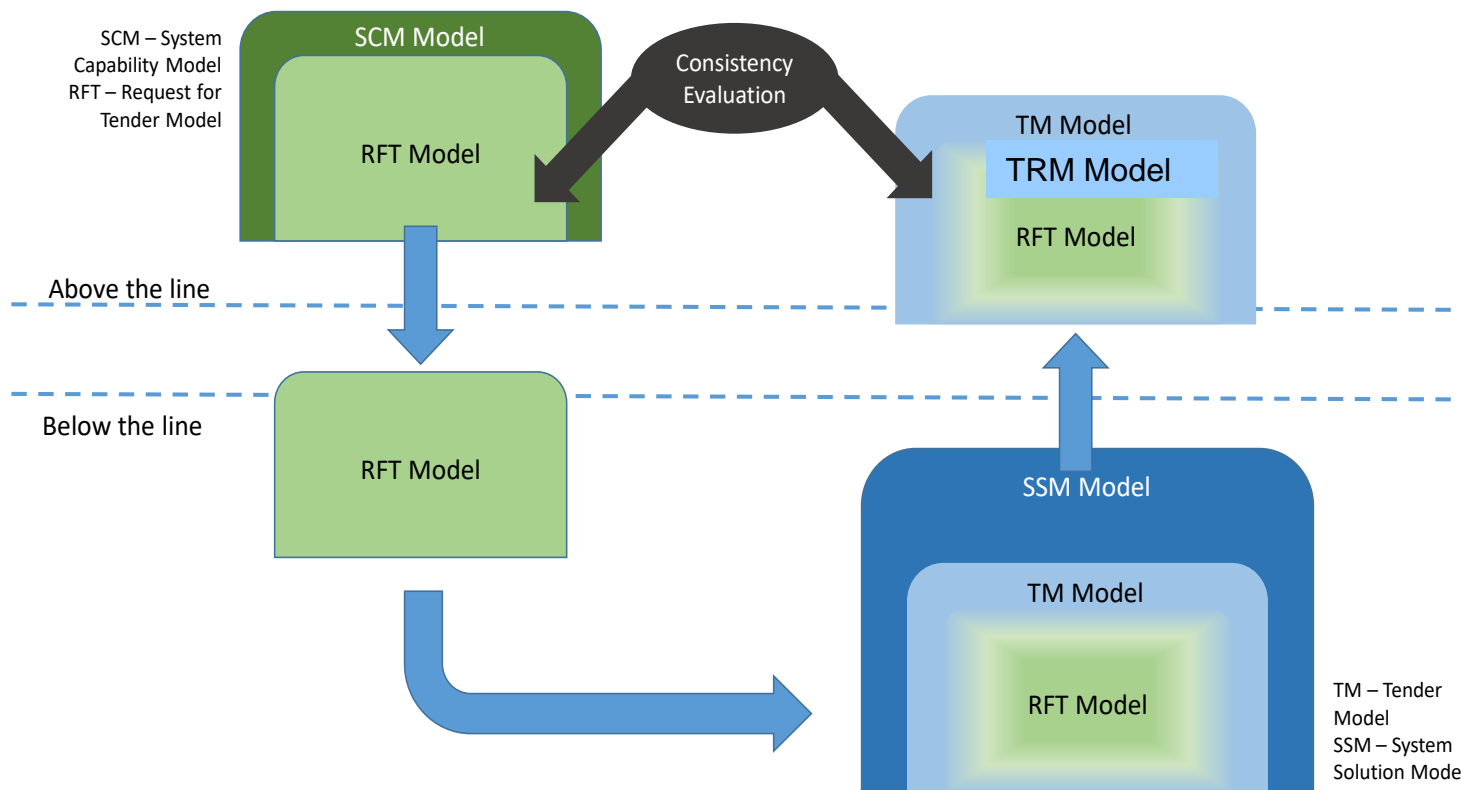 SCM – System
Capability Model
RFT – Request for
Tender Model
SCM Model
RFT Model
Consistency
Evaluation
TM Model
TRM Model
RFT Model
Above the line
Below the line
RFT Model
SSM Model
TM Model
RFT Model
TM – Tender
Model
SSM – System
Solution Mode